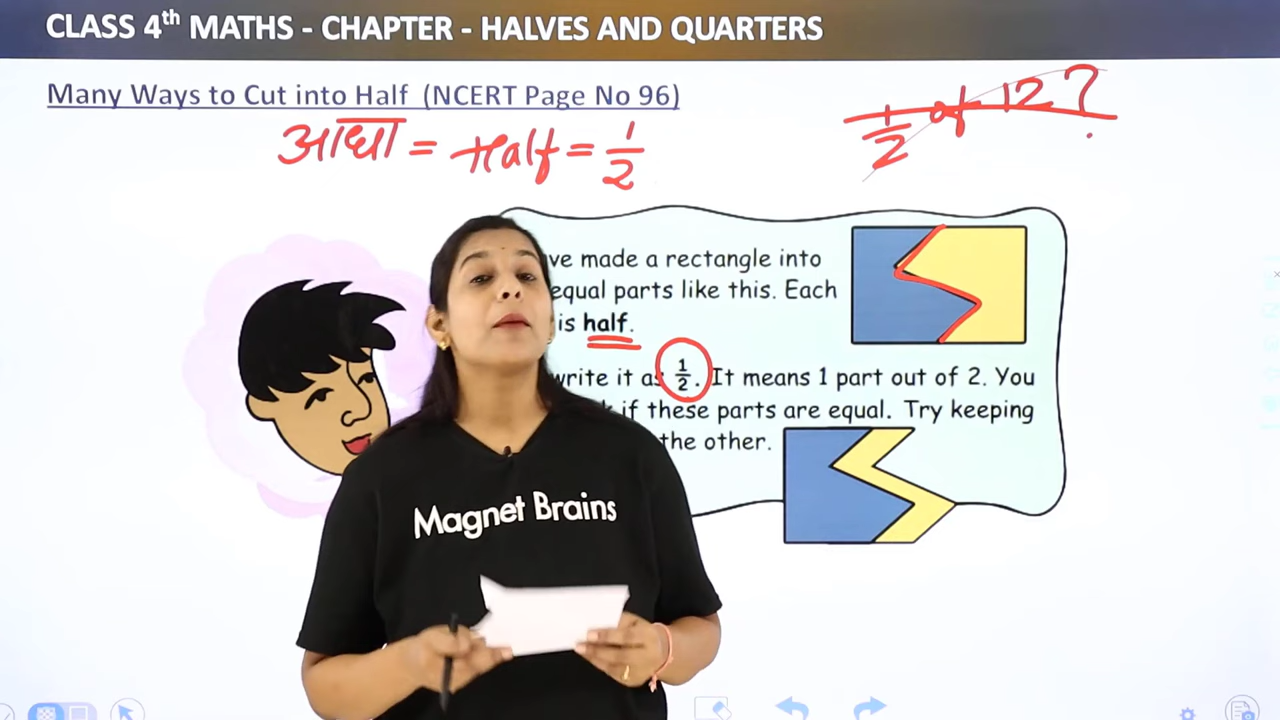 CLASS 4th MATHS - CHAPTER - HALVES AND QUARTERS
Many Ways to Cut into Half (NCERT Page No 96)
1/2 of 12?
आधा = Half = 1/2
ve made a rectangle into
equal parts like this. Each
is half.
write it as 1/2. It means 1 part out of 2. You
if these parts are equal. Try keeping
the other.
Magnet Brains